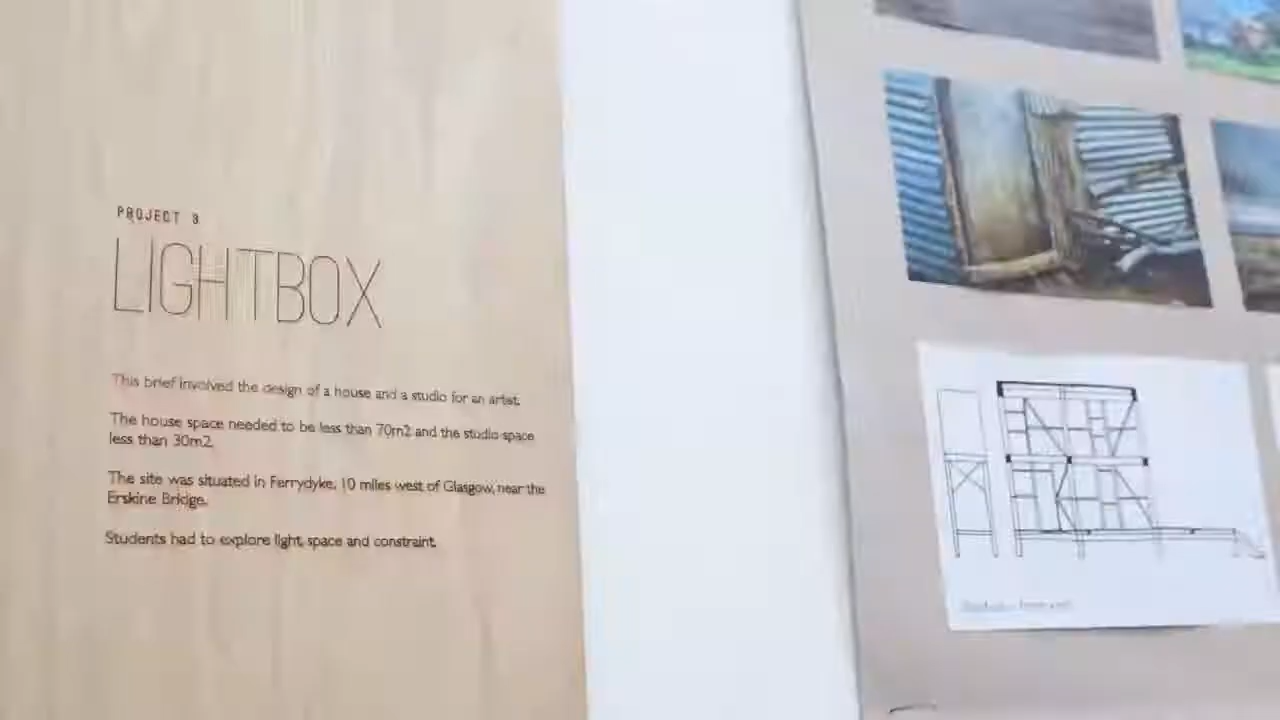 PROJECT 3
LIGHTBOX
This brief involved the design of a house and a studio for an artist.
The house space needed to be less than 70m2 and the studio space
less than 30m2.
The site was situated in Ferrydyke, 10 miles west of Glasgow, near the
Erskine Bridge.
Students had to explore light, space and constraint.